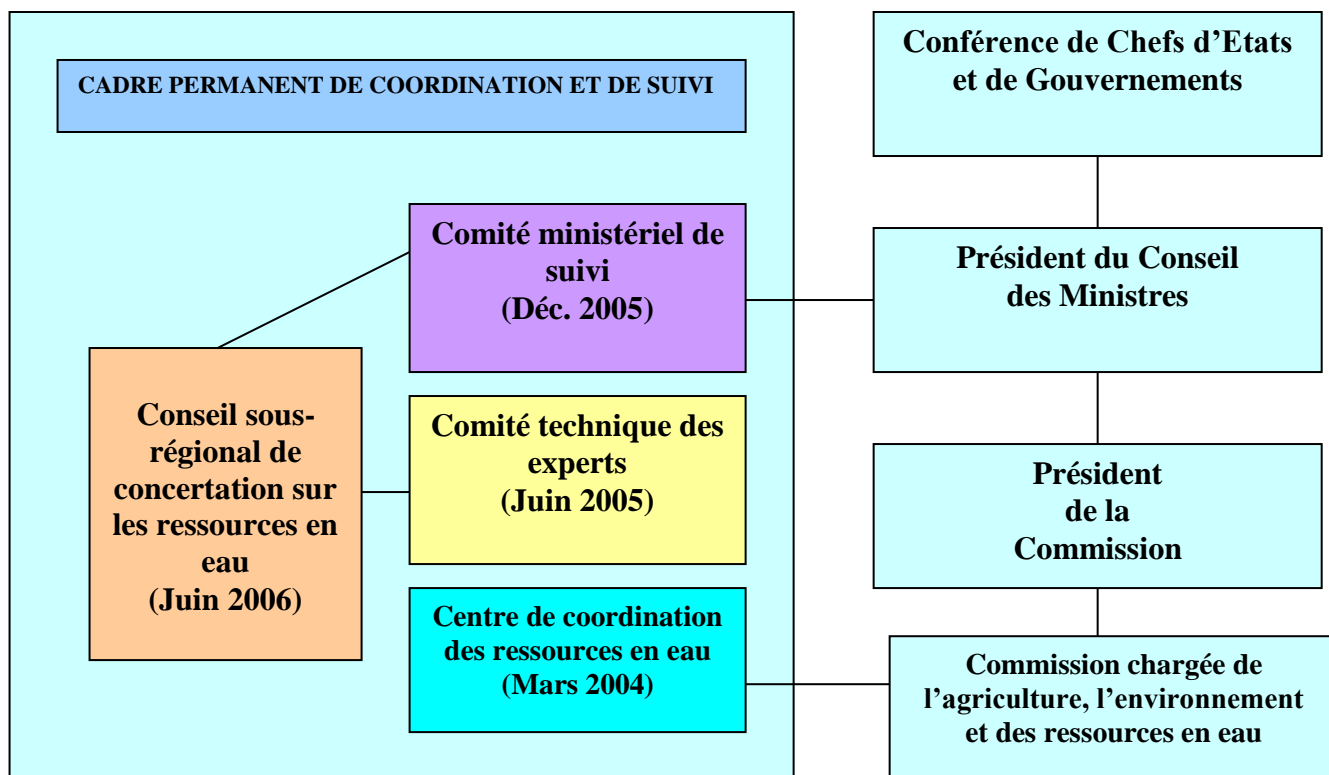 CADRE PERMANENT DE COORDINATION ET DE SUIVI
Comité ministériel de
suivi
(Déc. 2005)
Conseil sous-
régional de
concertation sur
les ressources en
eau
(Juin 2006)
Comité technique des
experts
(Juin 2005)
Centre de coordination
des ressources en eau
(Mars 2004)
Conférence de Chefs d’Etats
et de Gouvernements
Président du Conseil
des Ministres
Président
de la
Commission
Commission chargée de
l’agriculture, l’environnement
et des ressources en eau